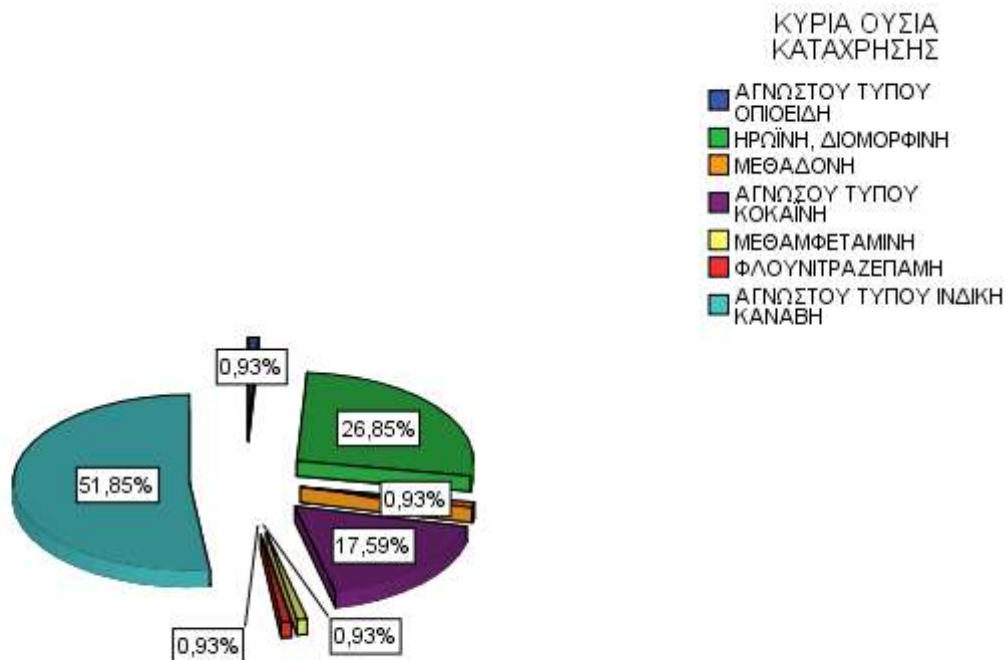 ΚΥΡΙΑ ΟΥΣΙΑ
ΚΑΤΑΧΡΗΣΗΣ
ΑΓΝΩΣΤΟΥ ΤΥΠΟΥ
ΟΠΙΟΕΙΔΗ
ΗΡΩΪΝΗ, ΔΙΟΜΟΡΦΙΝΗ
ΜΕΘΑΔΟΝΗ
ΑΓΝΩΣΟΥ ΤΥΠΟΥ
ΚΟΚΑΪΝΗ
ΜΕΘΑΜΦΕΤΑΜΙΝΗ
ΦΛΟΥΝΙΤΡΑΖΕΠΑΜΗ
ΑΓΝΩΣΤΟΥ ΤΥΠΟΥ ΙΝΔΙΚΗ
ΚΑΝΑΒΗ
0,93%
26,85%
51,85%
0,93%
17,59%
0,93%
0,93%